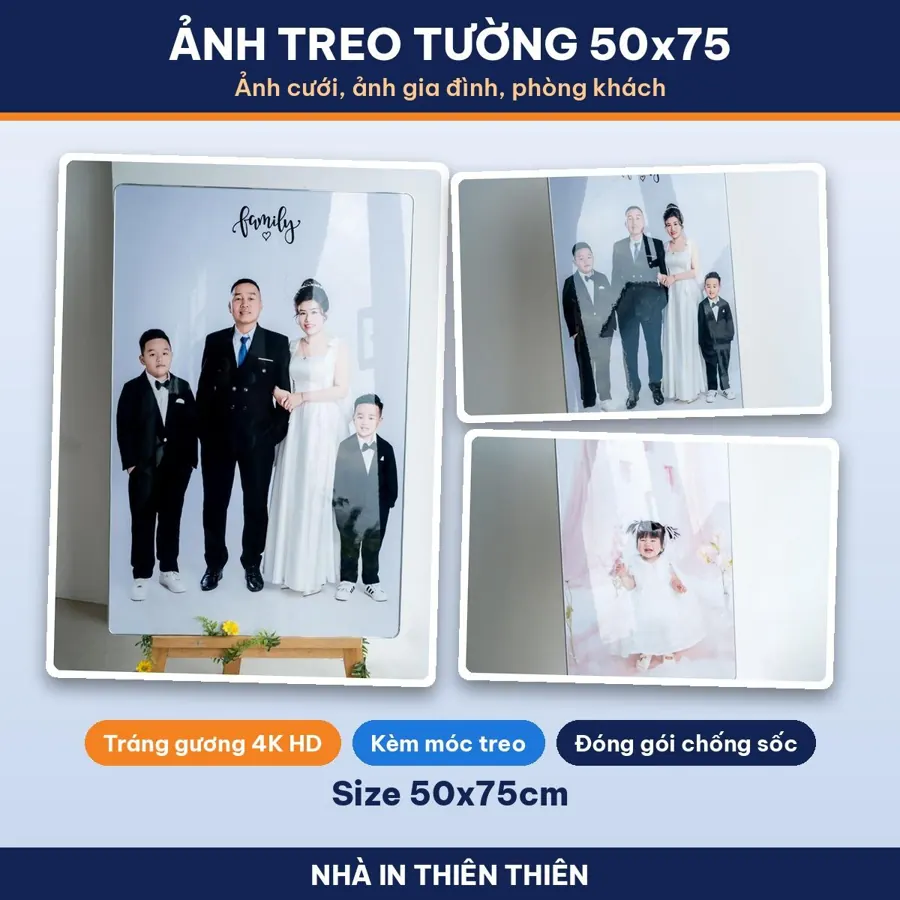 ẢNH TREO TƯỜNG 50x75
Ảnh cưới, ảnh gia đình, phòng khách
family
Tráng gương 4K HD
Kèm móc treo
Đóng gói chống sốc
Size 50x75cm
NHÀ IN THIÊN THIÊN